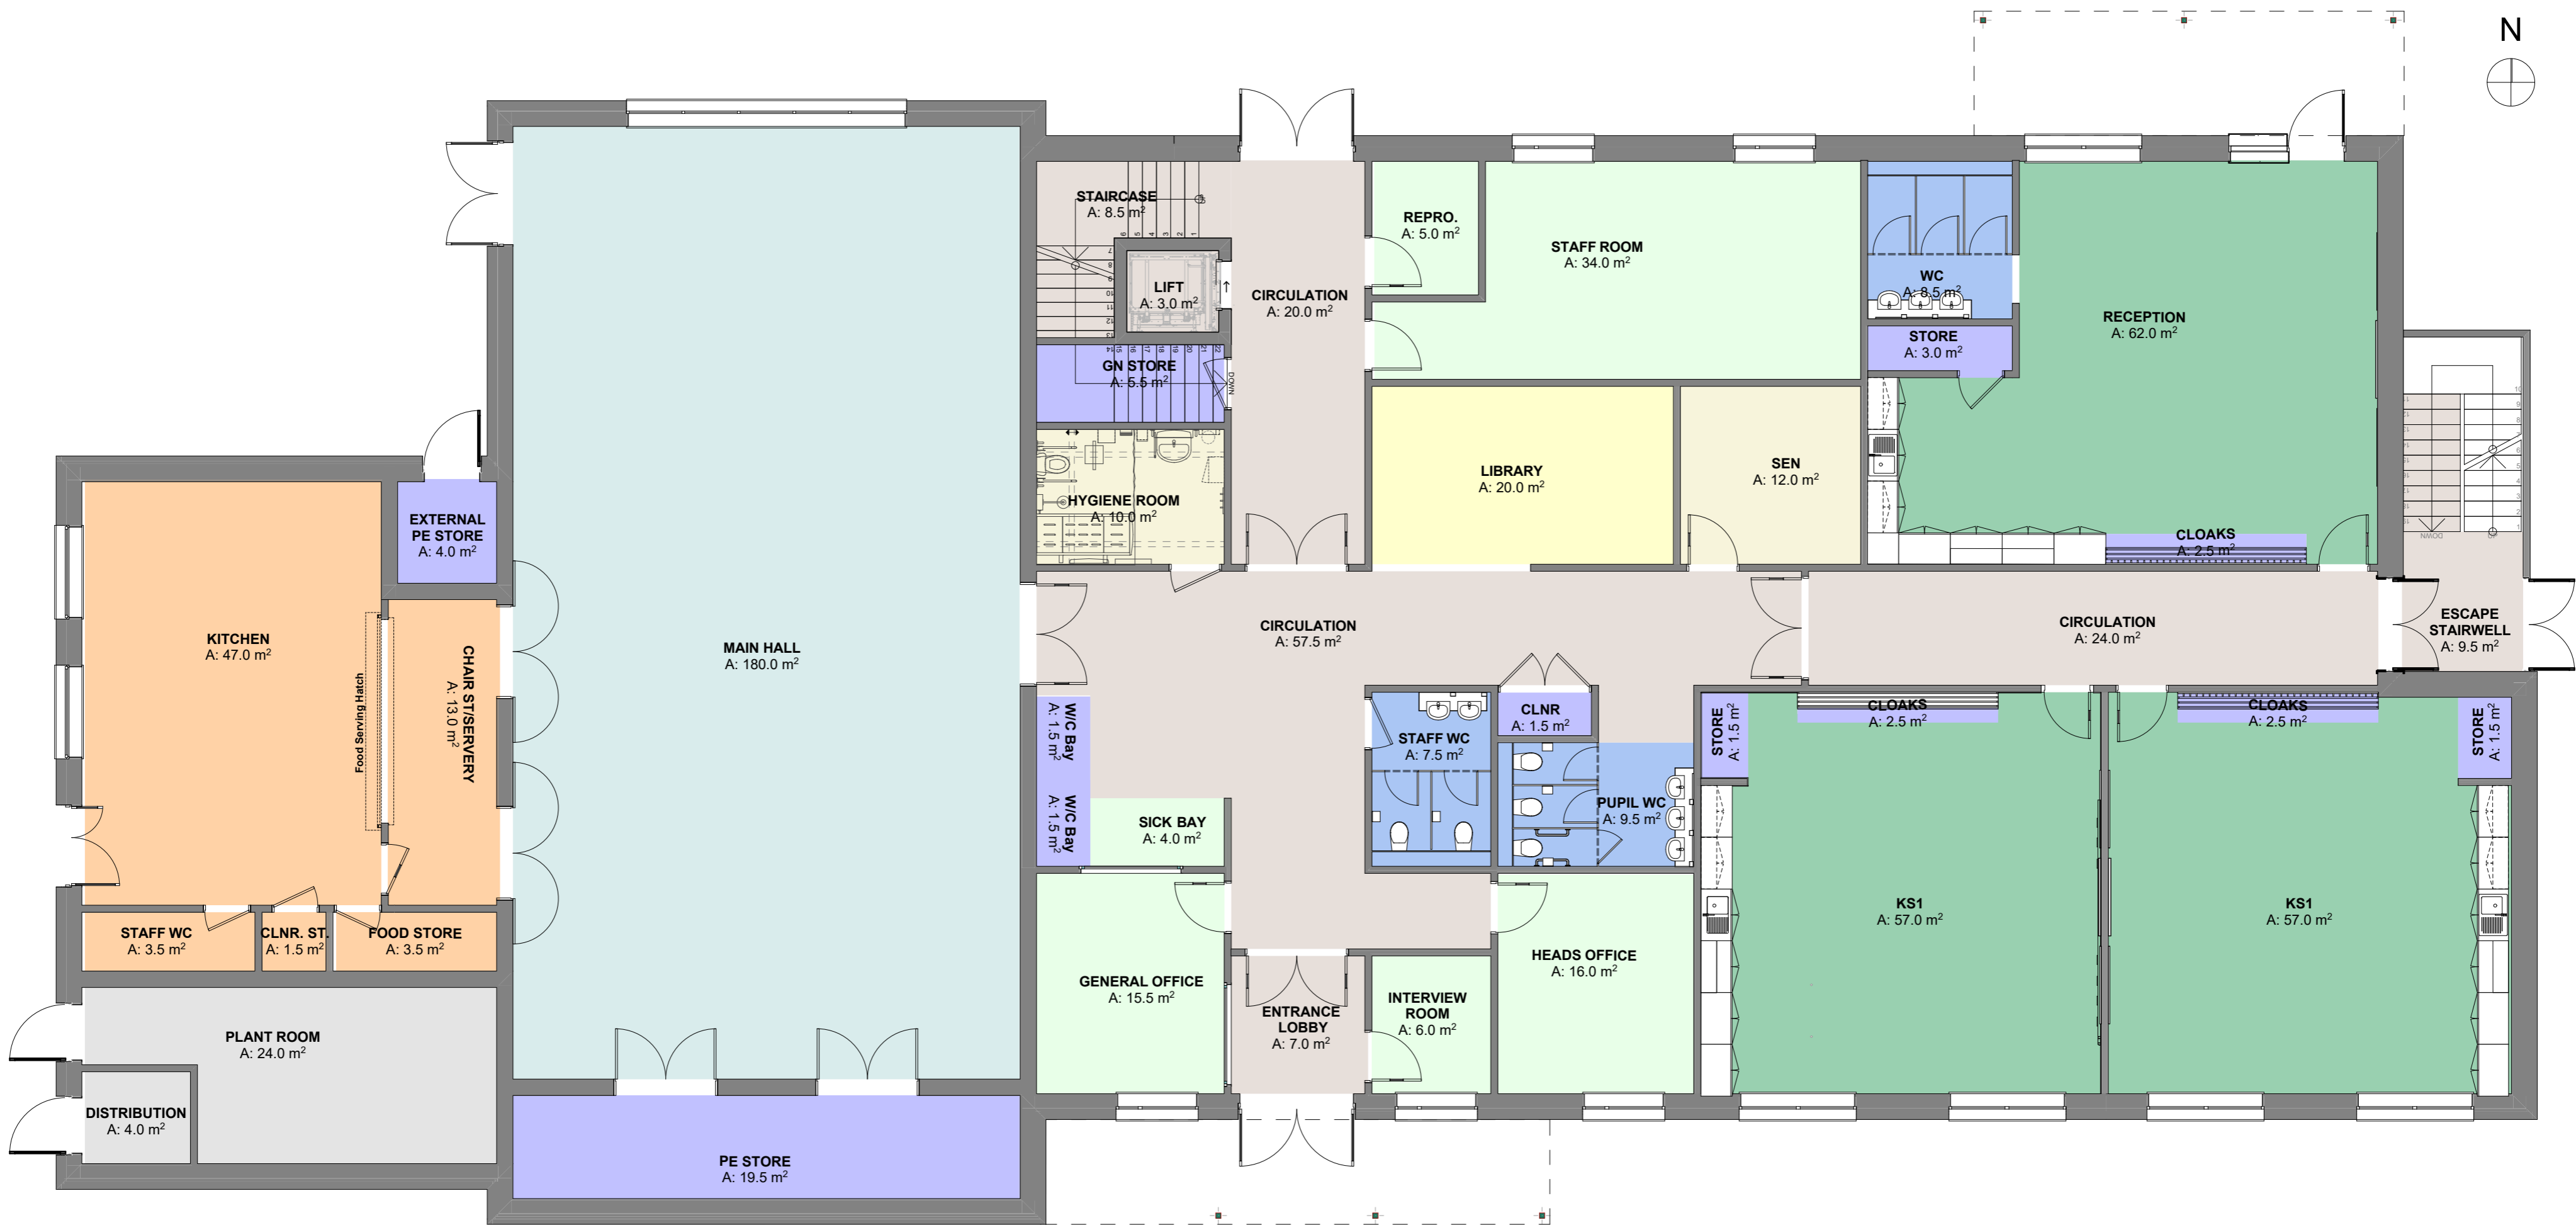 N
STAIRCASE
A: 8.5 m²
REPRO.
A: 5.0 m²
STAFF ROOM
A: 34.0 m²
WC
A: 8.5 m²
LIFT
A: 3.0 m²
CIRCULATION
A: 20.0 m²
RECEPTION
A: 62.0 m²
STORE
A: 3.0 m²
GN STORE
A: 5.5 m²
DOWN
LIBRARY
A: 20.0 m²
SEN
A: 12.0 m²
HYGIENE ROOM
A: 10.0 m²
EXTERNAL
PE STORE
A: 4.0 m²
CLOAKS
A: 2.5 m²
DOWN
UP
KITCHEN
A: 47.0 m²
Food Serving Hatch
CHAIR ST/SERVERY
A: 13.0 m²
MAIN HALL
A: 180.0 m²
CIRCULATION
A: 57.5 m²
CIRCULATION
A: 24.0 m²
ESCAPE
STAIRWELL
A: 9.5 m²
W/C Bay
A: 1.5 m²
W/C Bay
A: 1.5 m²
STAFF WC
A: 7.5 m²
CLNR
A: 1.5 m²
STORE
A: 1.5 m²
CLOAKS
A: 2.5 m²
CLOAKS
A: 2.5 m²
STORE
A: 1.5 m²
SICK BAY
A: 4.0 m²
PUPIL WC
A: 9.5 m²
STAFF WC
A: 3.5 m²
CLNR. ST.
A: 1.5 m²
FOOD STORE
A: 3.5 m²
KS1
A: 57.0 m²
KS1
A: 57.0 m²
GENERAL OFFICE
A: 15.5 m²
HEADS OFFICE
A: 16.0 m²
ENTRANCE
LOBBY
A: 7.0 m²
INTERVIEW
ROOM
A: 6.0 m²
PLANT ROOM
A: 24.0 m²
DISTRIBUTION
A: 4.0 m²
PE STORE
A: 19.5 m²